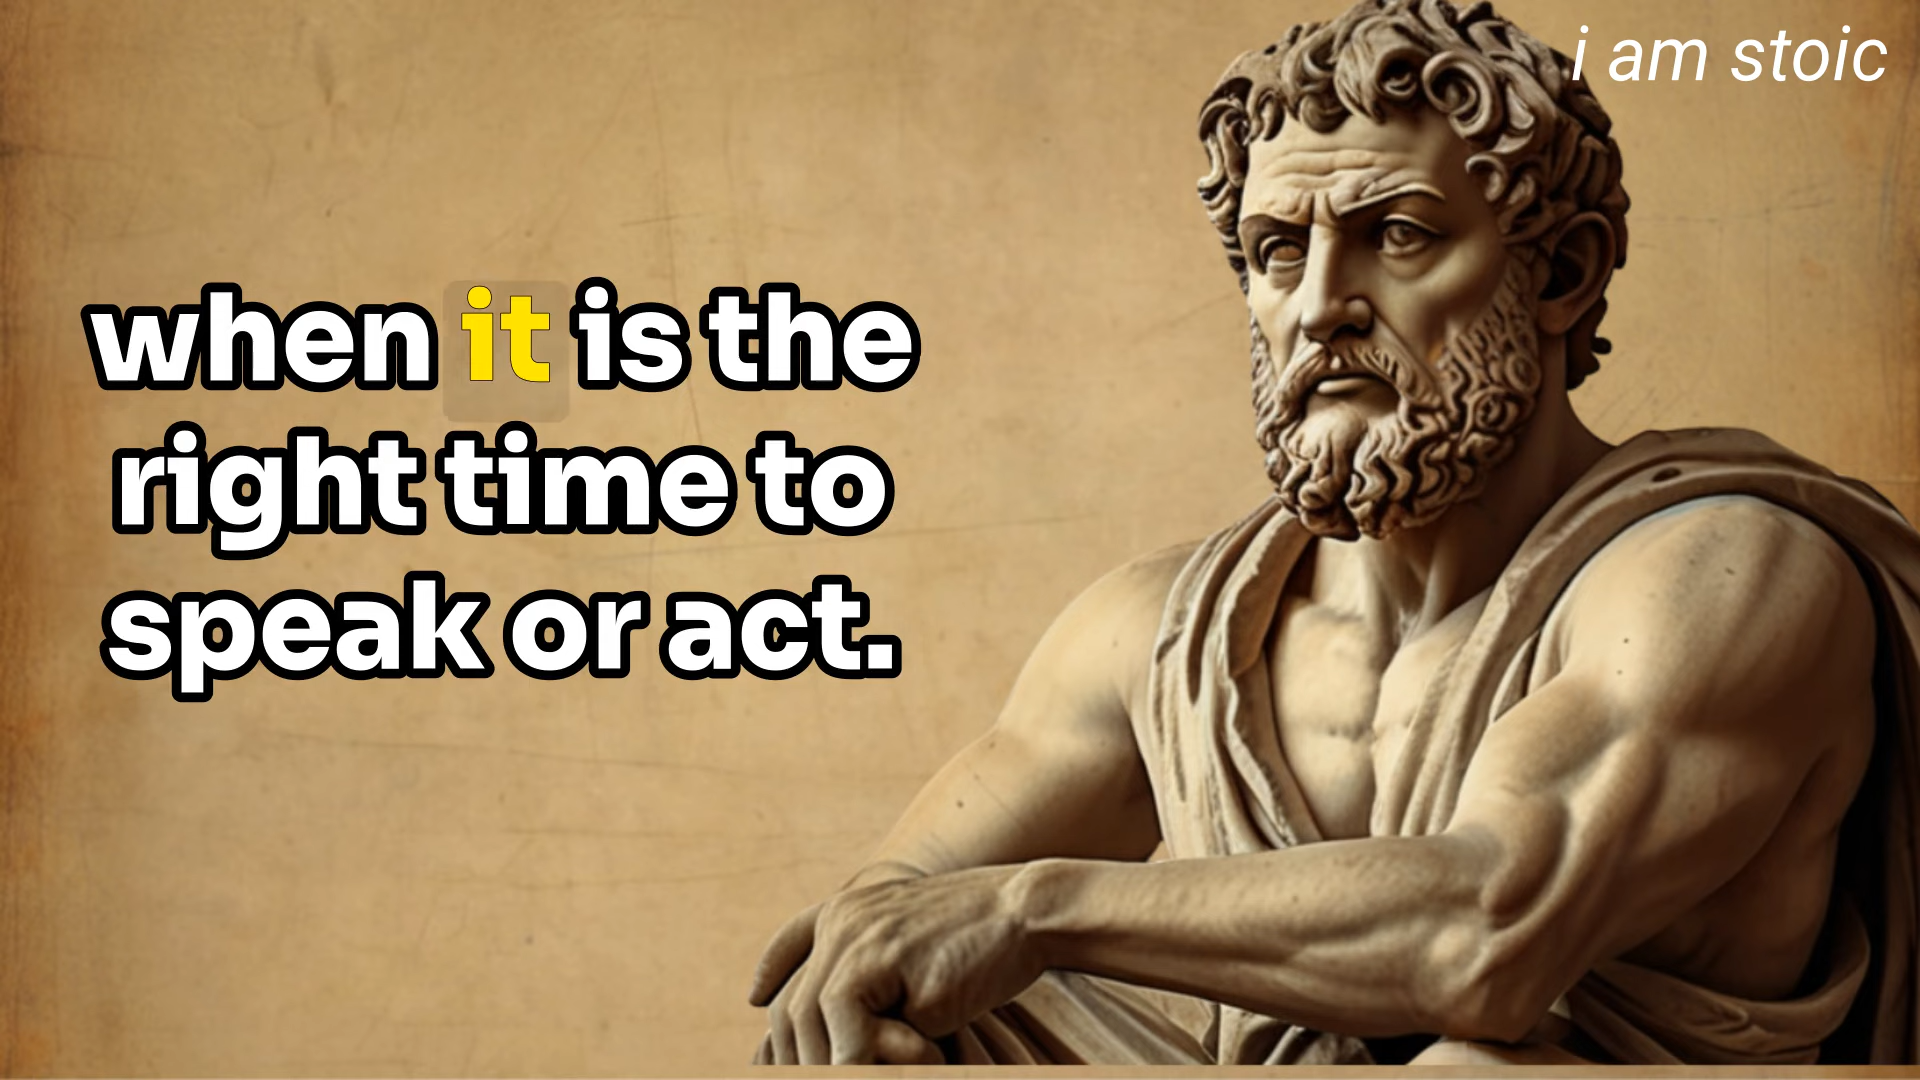 i am stoic
when it is the
right time to
speak or act.